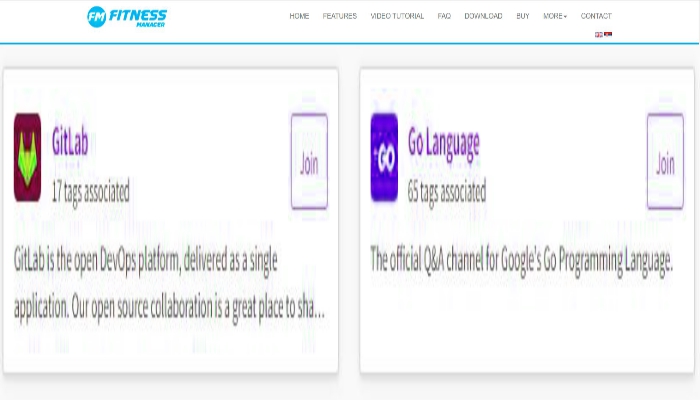 FM FITNESS
MANAGER
HOME FEATURES VIDEO TUTORIAL FAQ DOWNLOAD BUY MORE CONTACT
GitLab
17 tags associated
Join
GitLab is the open DevOps platform, delivered as a single
application. Our open source collaboration is a great place to sha...
GO
Go Language
65 tags associated
Join
The official Q&A channel for Google's Go Programming Language.